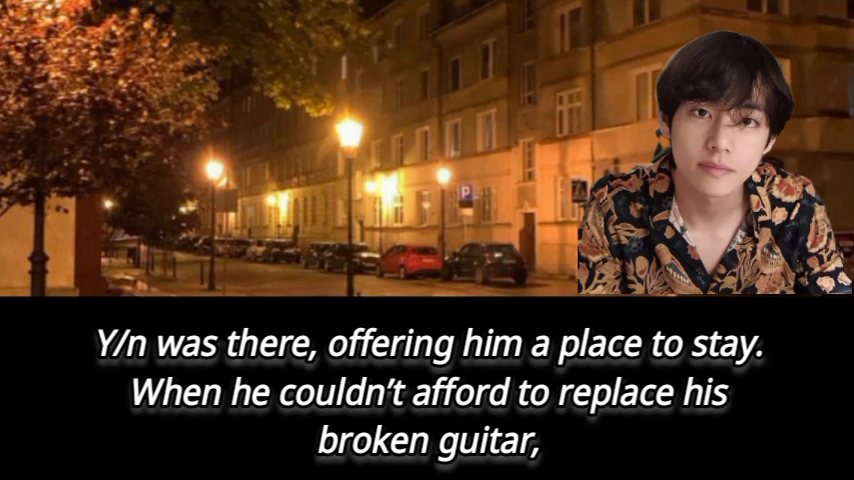 P
Y/n was there, offering him a place to stay.
When he couldn't afford to replace his
broken guitar,